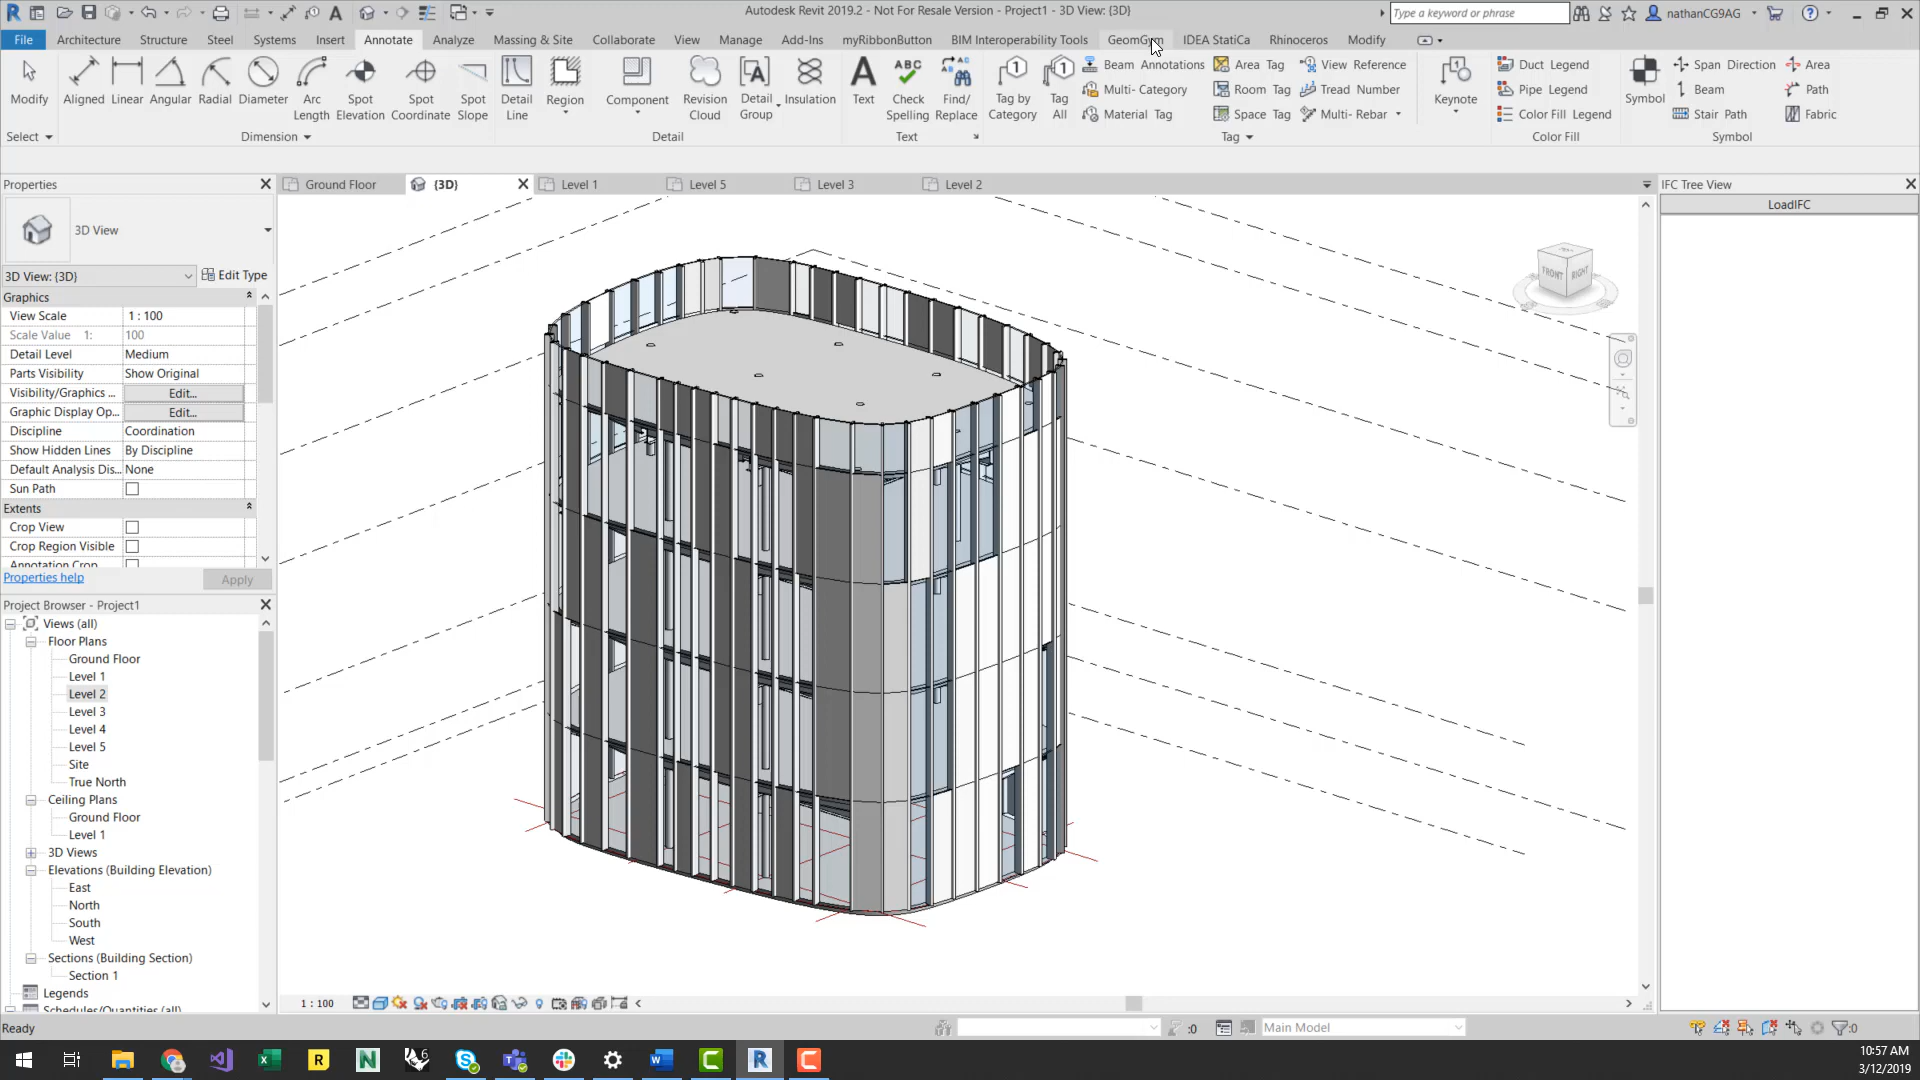 Autodesk Revit 2019.2 - Not For Resale Version - Project1 - 3D View: {3D}
Type a keyword or phrase
nathanCG9AG
File Architecture Structure Steel Systems Insert Annotate Analyze Massing & Site Collaborate View Manage Add-Ins myRibbonButton BIM Interoperability Tools GeomGym IDEA StatiCa Rhinoceros Modify
Modify
Aligned Linear Angular Radial Diameter Arc Length Spot Elevation Spot Coordinate Spot Slope
Detail Line Region Component Revision Cloud Detail Group Insulation
Text Check Spelling Find/ Replace
Tag by Category Tag All
Beam Annotations Area Tag View Reference
Multi- Category Room Tag Tread Number
Material Tag Space Tag Multi- Rebar
Keynote
Duct Legend
Pipe Legend
Color Fill Legend
Symbol
Span Direction Area
Beam Path
Stair Path Fabric
Select Dimension Detail Text Tag Color Fill Symbol
Properties
Ground Floor {3D} Level 1 Level 5 Level 3 Level 2
IFC Tree View
LoadIFC
3D View
3D View: {3D} Edit Type
Graphics
View Scale 1 : 100
Scale Value 1: 100
Detail Level Medium
Parts Visibility Show Original
Visibility/Graphics ... Edit...
Graphic Display Op... Edit...
Discipline Coordination
Show Hidden Lines By Discipline
Default Analysis Dis... None
Sun Path
Extents
Crop View
Crop Region Visible
Annotation Crop
Properties help Apply
FRONT RIGHT
Project Browser - Project1
Views (all)
Floor Plans
Ground Floor
Level 1
Level 2
Level 3
Level 4
Level 5
Site
True North
Ceiling Plans
Ground Floor
Level 1
3D Views
Elevations (Building Elevation)
East
North
South
West
Sections (Building Section)
Section 1
Legends
Schedules/Quantities (all)
1 : 100
Ready
:0
Main Model
:0
10:57 AM
3/12/2019